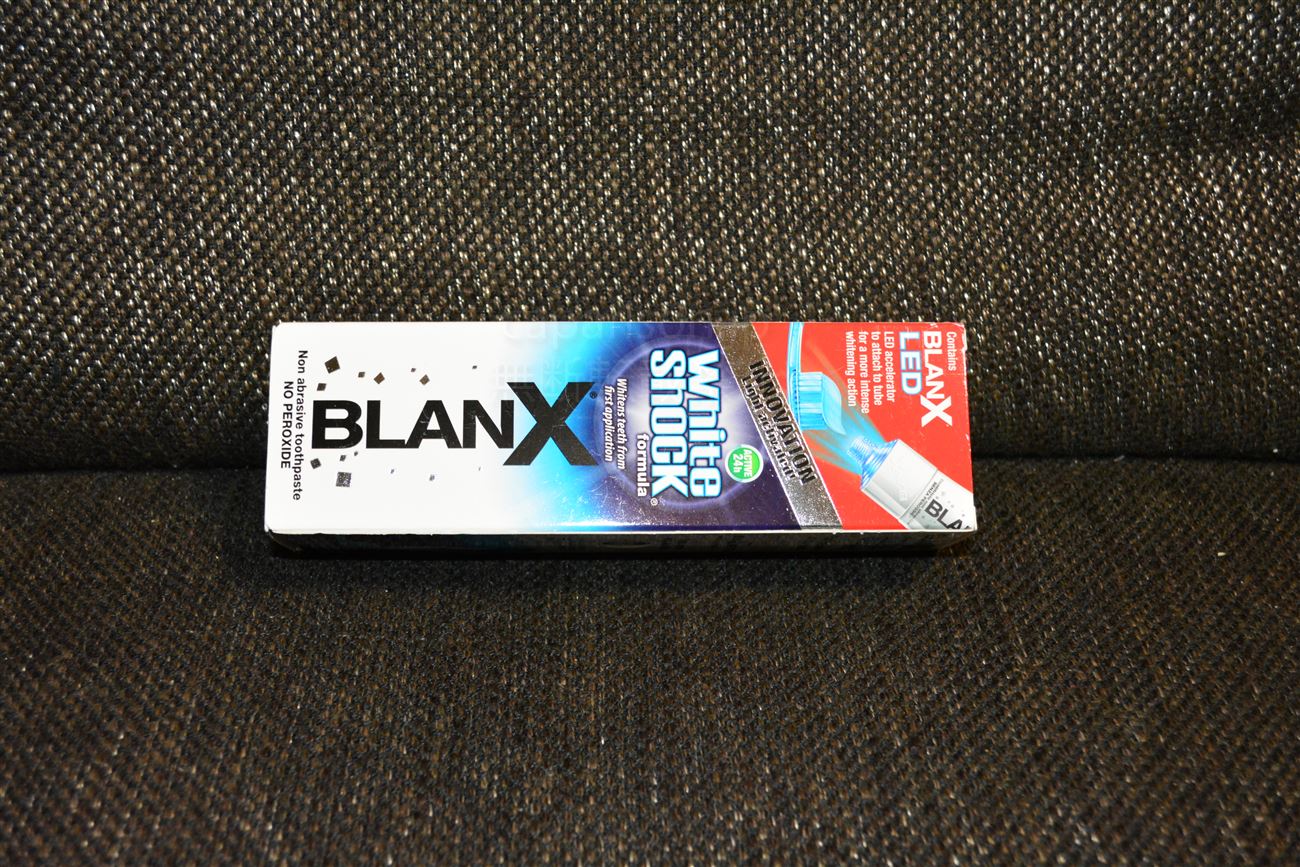 BLANX®
Non abrasive toothpaste
NO PEROXIDE
White
Shock®
formula
Whitens teeth from
first application
ACTIVE
24h
INNOVATION
Contains
BLANX
LED
LED accelerator
to attach to tube
for a more intense
whitening action
BLA